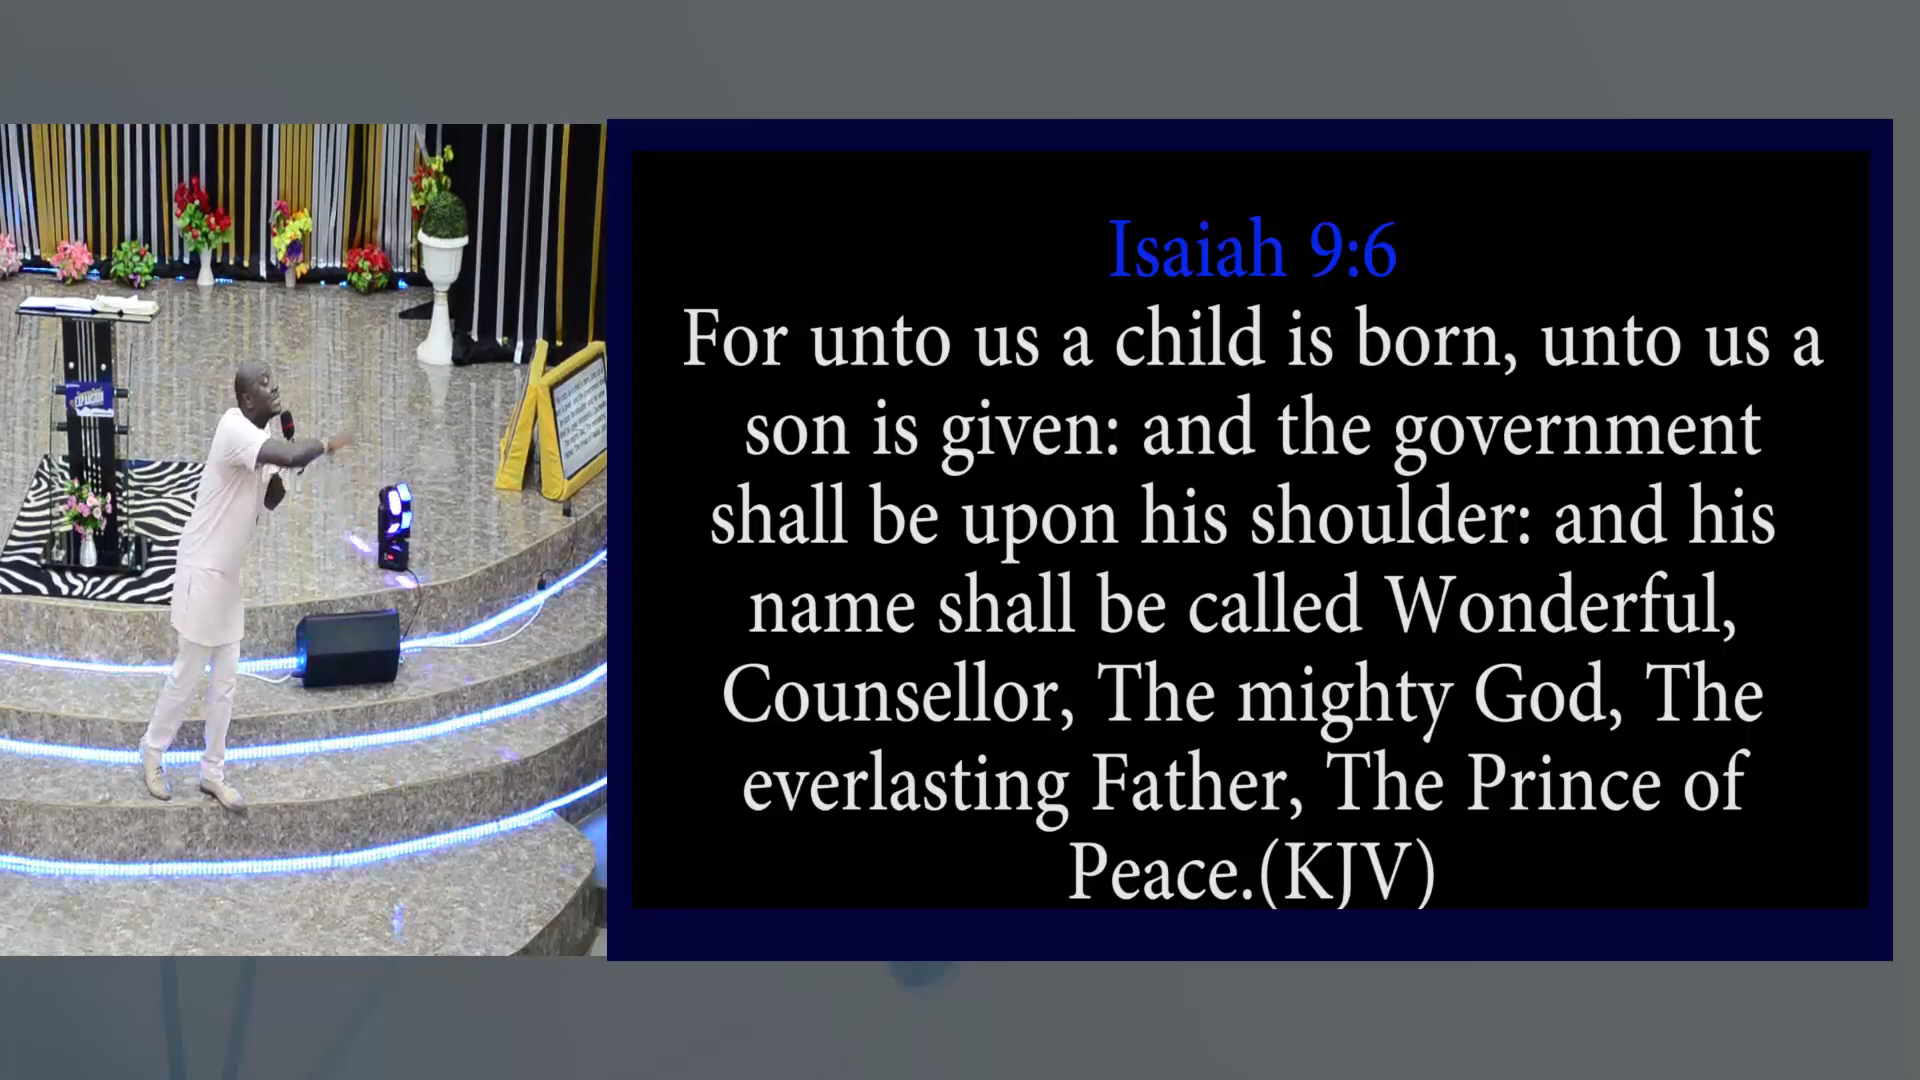 EXPANSION
Isaiah 9:6
For unto us a child is born, unto us a
son is given: and the government
shall be upon his shoulder: and his
name shall be called Wonderful,
Counsellor, The mighty God, The
everlasting Father, The Prince of
Peace.(KJV)